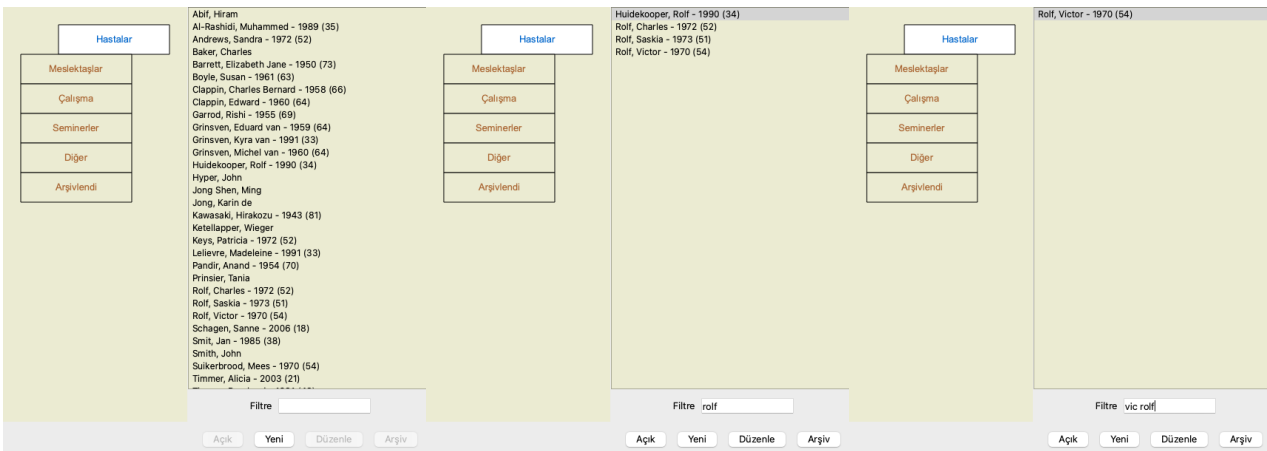 Hastalar
Meslektaşlar
Çalışma
Seminerler
Diğer
Arşivlendi
Abif, Hiram
Al-Rashidi, Muhammed - 1989 (35)
Andrews, Sandra - 1972 (52)
Baker, Charles
Barrett, Elizabeth Jane - 1950 (73)
Boyle, Susan - 1961 (63)
Clappin, Charles Bernard - 1958 (66)
Clappin, Edward - 1960 (64)
Garrod, Rishi - 1955 (69)
Grinsven, Eduard van - 1959 (64)
Grinsven, Kyra van - 1991 (33)
Grinsven, Michel van - 1960 (64)
Huidekooper, Rolf - 1990 (34)
Hyper, John
Jong Shen, Ming
Jong, Karin de
Kawasaki, Hirakozu - 1943 (81)
Ketellapper, Wieger
Keys, Patricia - 1972 (52)
Lelievre, Madeleine - 1991 (33)
Pandir, Anand - 1954 (70)
Prinsier, Tania
Rolf, Charles - 1972 (52)
Rolf, Saskia - 1973 (51)
Rolf, Victor - 1970 (54)
Schagen, Sanne - 2006 (18)
Smit, Jan - 1985 (38)
Smith, John
Suikerbrood, Mees - 1970 (54)
Timmer, Alicia - 2003 (21)
Filtre
Açık Yeni Düzenle Arşiv
Hastalar
Meslektaşlar
Çalışma
Seminerler
Diğer
Arşivlendi
Huidekooper, Rolf - 1990 (34)
Rolf, Charles - 1972 (52)
Rolf, Saskia - 1973 (51)
Rolf, Victor - 1970 (54)
Filtre rolf
Açık Yeni Düzenle Arşiv
Hastalar
Meslektaşlar
Çalışma
Seminerler
Diğer
Arşivlendi
Rolf, Victor - 1970 (54)
Filtre vic rolf
Açık Yeni Düzenle Arşiv